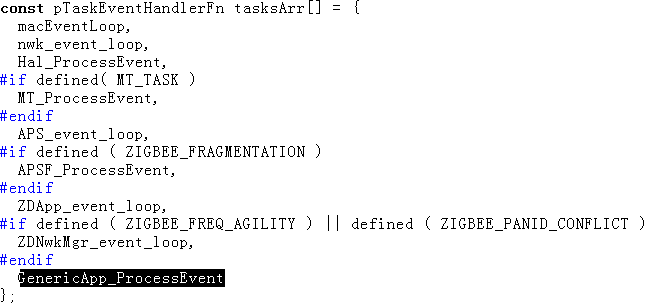 const pTaskEventHandlerFn tasksArr[] = {
  macEventLoop,
  nwk_event_loop,
  Hal_ProcessEvent,
#if defined( MT_TASK )
  MT_ProcessEvent,
#endif
  APS_event_loop,
#if defined ( ZIGBEE_FRAGMENTATION )
  APSF_ProcessEvent,
#endif
  ZDApp_event_loop,
#if defined ( ZIGBEE_FREQ_AGILITY ) || defined ( ZIGBEE_PANID_CONFLICT )
  ZDNwkMgr_event_loop,
#endif
  GenericApp_ProcessEvent
};